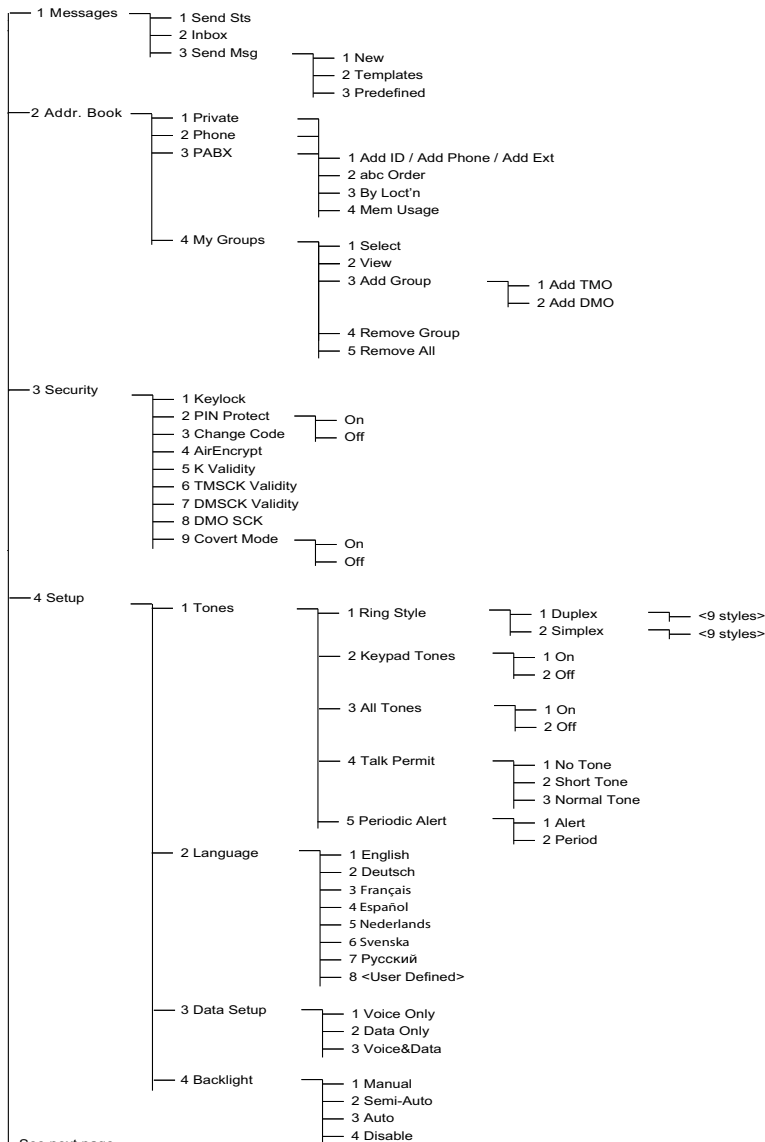 1 Messages
1 Send Sts
2 Inbox
3 Send Msg
1 New
2 Templates
3 Predefined
2 Addr. Book
1 Private
2 Phone
3 PABX
1 Add ID / Add Phone / Add Ext
2 abc Order
3 By Loct'n
4 Mem Usage
4 My Groups
1 Select
2 View
3 Add Group
1 Add TMO
2 Add DMO
4 Remove Group
5 Remove All
3 Security
1 Keylock
2 PIN Protect
On
Off
3 Change Code
4 AirEncrypt
5 K Validity
6 TMSCK Validity
7 DMSCK Validity
8 DMO SCK
9 Covert Mode
On
Off
4 Setup
1 Tones
1 Ring Style
1 Duplex
<9 styles>
2 Simplex
<9 styles>
2 Keypad Tones
1 On
2 Off
3 All Tones
1 On
2 Off
4 Talk Permit
1 No Tone
2 Short Tone
3 Normal Tone
5 Periodic Alert
1 Alert
2 Period
2 Language
1 English
2 Deutsch
3 Français
4 Español
5 Nederlands
6 Svenska
7 Русский
8 <User Defined>
3 Data Setup
1 Voice Only
2 Data Only
3 Voice&Data
4 Backlight
1 Manual
2 Semi-Auto
3 Auto
4 Disable
See next page